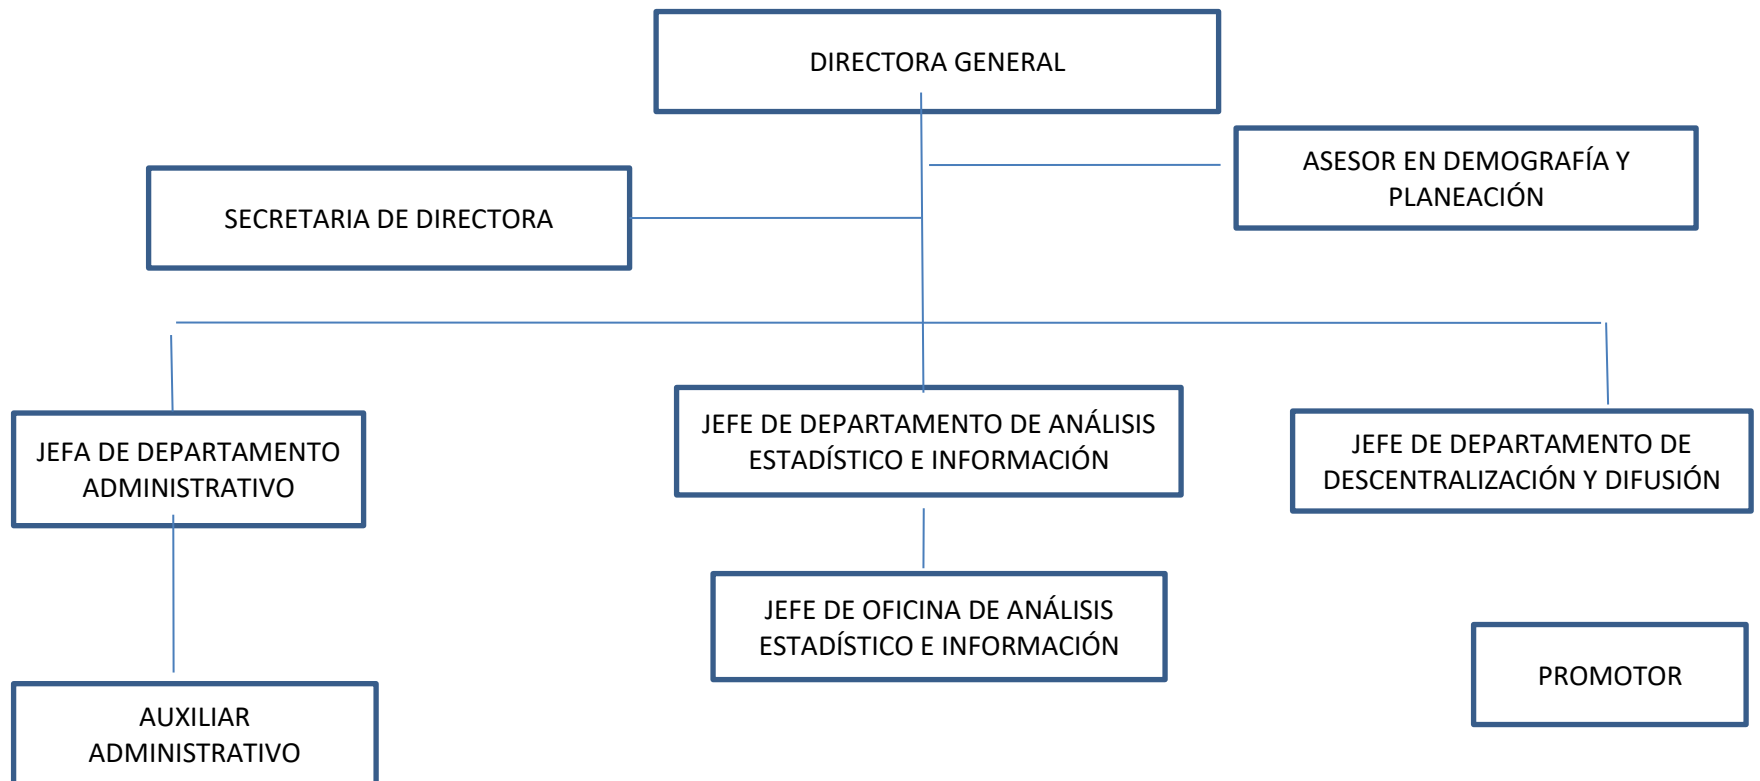 DIRECTORA GENERAL
ASESOR EN DEMOGRAFÍA Y
PLANEACIÓN
SECRETARIA DE DIRECTORA
JEFA DE DEPARTAMENTO
ADMINISTRATIVO
JEFE DE DEPARTAMENTO DE ANÁLISIS
ESTADÍSTICO E INFORMACIÓN
JEFE DE DEPARTAMENTO DE
DESCENTRALIZACIÓN Y DIFUSIÓN
JEFE DE OFICINA DE ANÁLISIS
ESTADÍSTICO E INFORMACIÓN
PROMOTOR
AUXILIAR
ADMINISTRATIVO